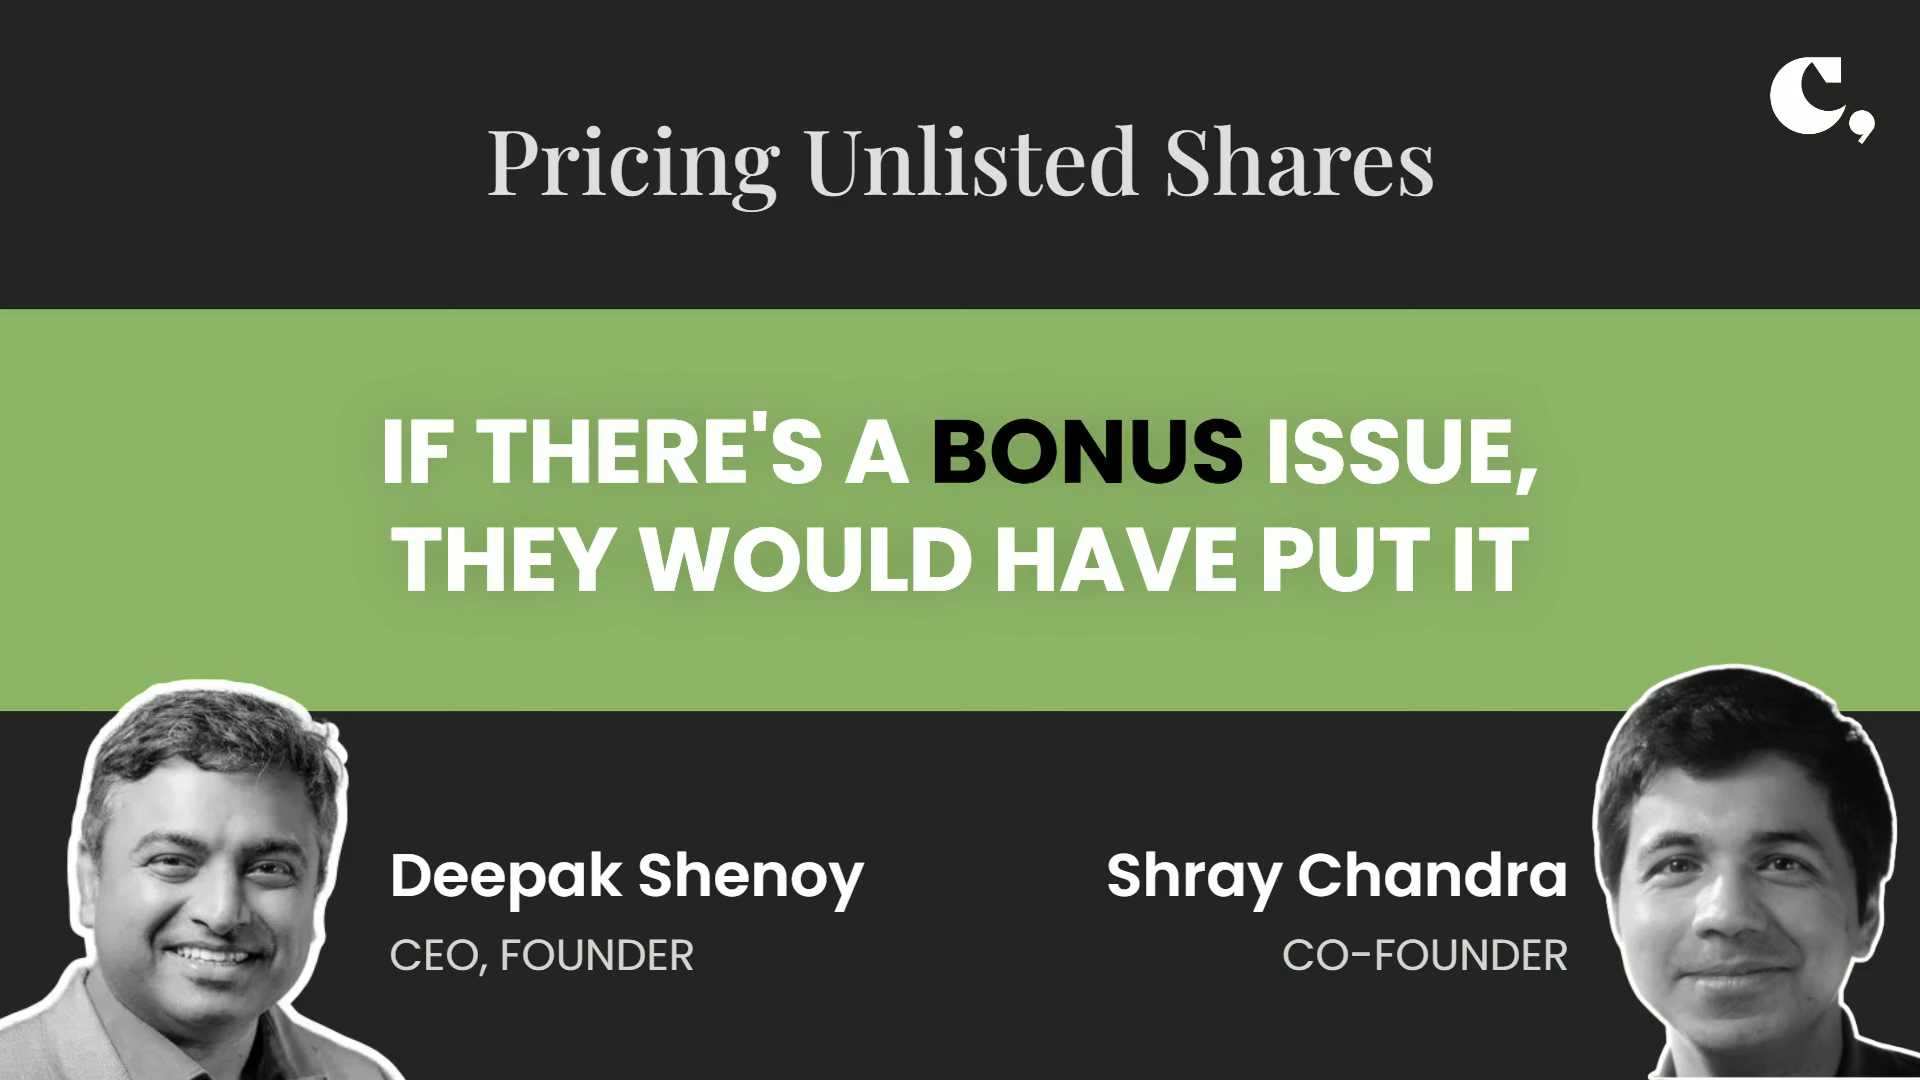 Pricing Unlisted Shares
C,
IF THERE'S A BONUS ISSUE,
THEY WOULD HAVE PUT IT
Deepak Shenoy
CEO, FOUNDER
Shray Chandra
CO-FOUNDER